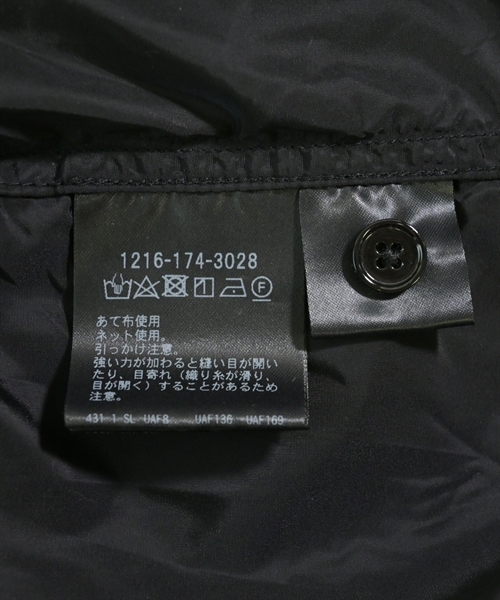 1216-174-3028
あて布使用
ネット使用。
引っかけ注意。
強い力が加わると縫い目が開い
たり、目寄れ（織り糸が滑り、
目が開く）することがあるため
注意。
431-1-SL UAF8 UAF136 UAF169